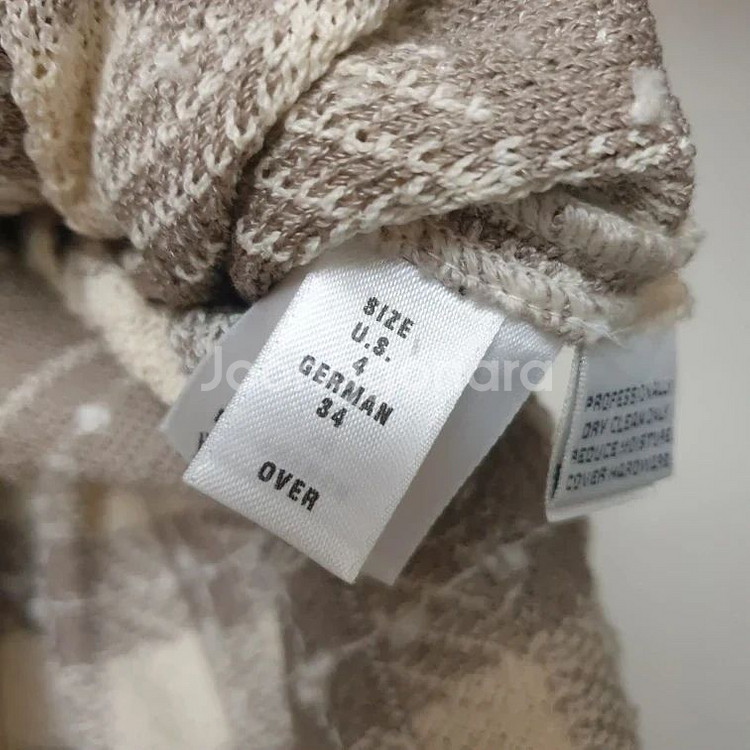 SIZE
U.S.
4
GERMAN
34
OVER
PROFESSIONALLY
DRY CLEAN ONLY.
REDUCE MOISTURE.
COVER HARDWARE.